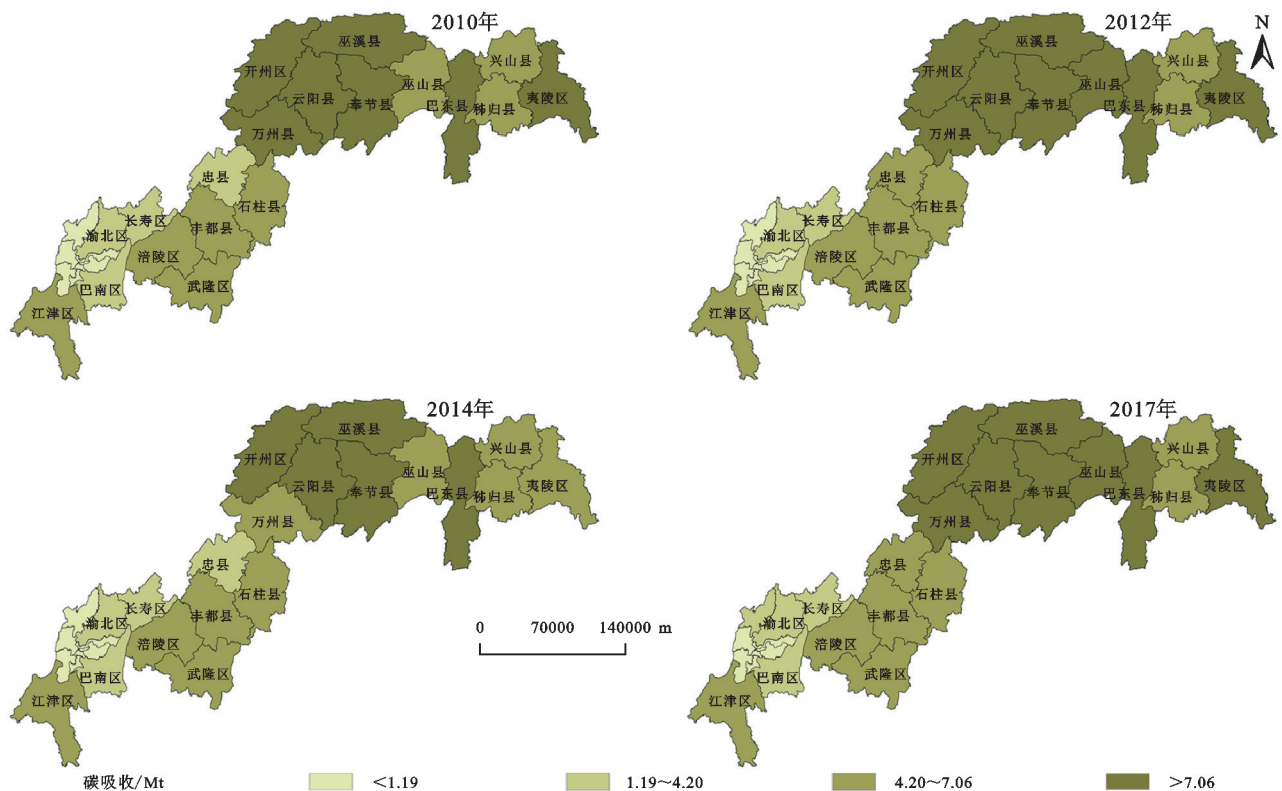 2010年
巫溪县
开州区
巫山县
兴山县
云阳县
奉节县
巴东县
秭归县
夷陵区
万州县
忠县
石柱县
长寿区
渝北区
丰都县
涪陵区
巴南区
武隆区
江津区
2012年
N
巫溪县
兴山县
开州区
巫山县
云阳县
奉节县
巴东县
秭归县
夷陵区
万州县
忠县
石柱县
长寿区
渝北区
丰都县
涪陵区
巴南区
武隆区
江津区
2014年
巫溪县
开州区
兴山县
巫山县
云阳县
奉节县
巴东县
秭归县
夷陵区
万州县
忠县
石柱县
长寿区
渝北区
丰都县
涪陵区
巴南区
武隆区
江津区
0 70000 140000 m
2017年
巫溪县
兴山县
开州区
巫山县
云阳县
奉节县
巴东县
秭归县
夷陵区
万州县
忠县
石柱县
长寿区
渝北区
丰都县
涪陵区
巴南区
武隆区
江津区
碳吸收/Mt <1.19 1.19～4.20 4.20～7.06 >7.06